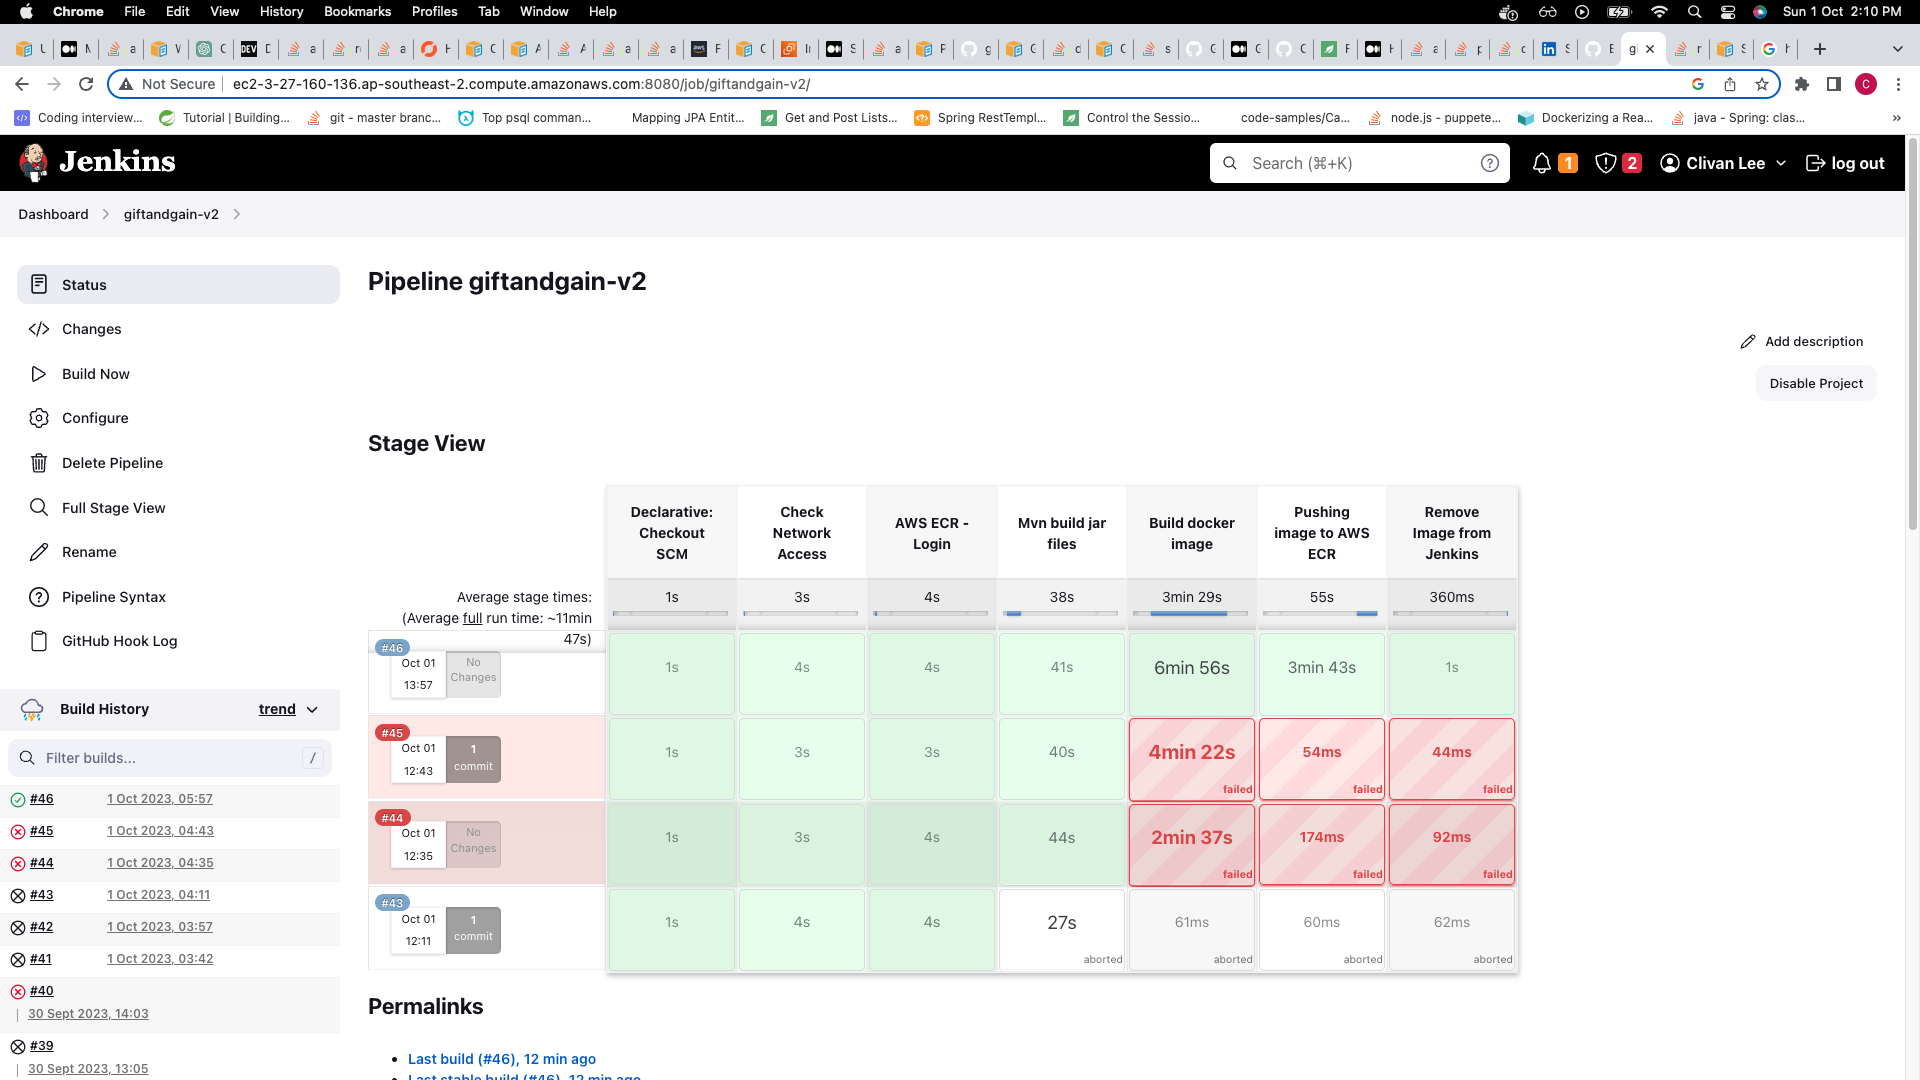 Chrome File Edit View History Bookmarks Profiles Tab Window Help Sun 1 Oct 2:10 PM
Not Secure ec2-3-27-160-136.ap-southeast-2.compute.amazonaws.com:8080/job/giftandgain-v2/
Coding interview... Tutorial | Building... git - master branc... Top psql comman... Mapping JPA Entit... Get and Post Lists... Spring RestTempl... Control the Sessio... code-samples/Ca... node.js - puppete... Dockerizing a Rea... java - Spring: clas... »
Jenkins Search (⌘+K) 1 2 Clivan Lee log out
Dashboard giftandgain-v2
Status
Changes
Build Now
Configure
Delete Pipeline
Full Stage View
Rename
Pipeline Syntax
GitHub Hook Log
Build History trend
Filter builds... /
#46 1 Oct 2023, 05:57
#45 1 Oct 2023, 04:43
#44 1 Oct 2023, 04:35
#43 1 Oct 2023, 04:11
#42 1 Oct 2023, 03:57
#41 1 Oct 2023, 03:42
#40
30 Sept 2023, 14:03
#39
30 Sept 2023, 13:05
Pipeline giftandgain-v2
Add description
Disable Project
Stage View
Declarative: Checkout SCM
Check Network Access
AWS ECR - Login
Mvn build jar files
Build docker image
Pushing image to AWS ECR
Remove Image from Jenkins
Average stage times:
(Average full run time: ~11min
47s)
1s 3s 4s 38s 3min 29s 55s 360ms
#46
Oct 01
13:57
No Changes
1s 4s 4s 41s 6min 56s 3min 43s 1s
#45
Oct 01
12:43
1 commit
1s 3s 3s 40s 4min 22s 54ms 44ms
failed failed failed
#44
Oct 01
12:35
No Changes
1s 3s 4s 44s 2min 37s 174ms 92ms
failed failed failed
#43
Oct 01
12:11
1 commit
1s 4s 4s 27s 61ms 60ms 62ms
aborted aborted aborted aborted
Permalinks
Last build (#46), 12 min ago
Last stable build (#46), 12 min ago